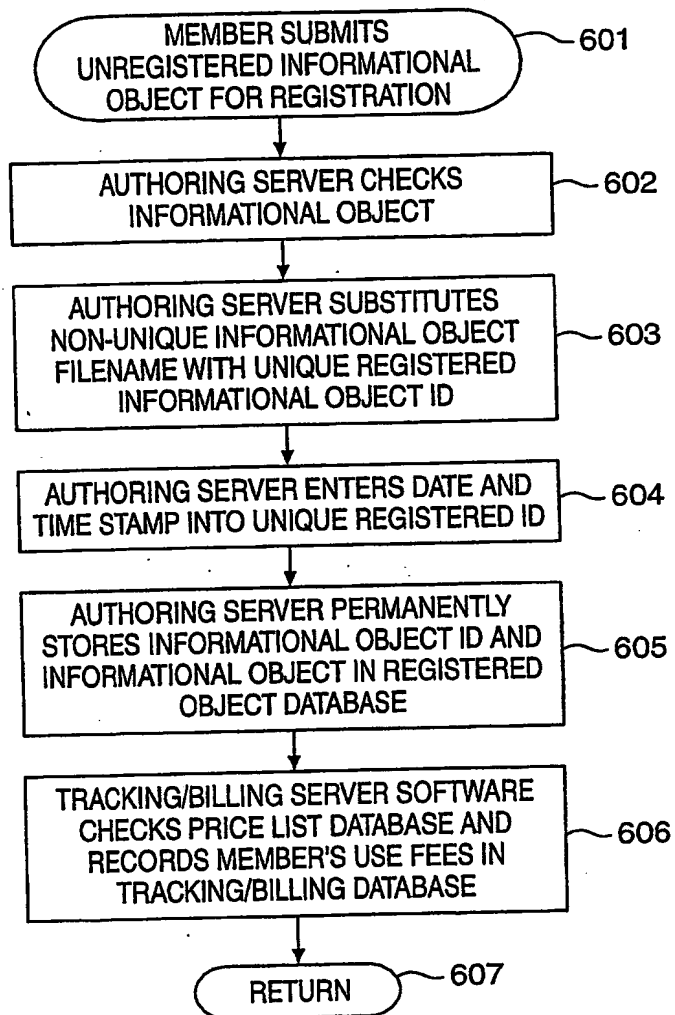 MEMBER SUBMITS
UNREGISTERED INFORMATIONAL
OBJECT FOR REGISTRATION
601
AUTHORING SERVER CHECKS
INFORMATIONAL OBJECT
602
AUTHORING SERVER SUBSTITUTES
NON-UNIQUE INFORMATIONAL OBJECT
FILENAME WITH UNIQUE REGISTERED
INFORMATIONAL OBJECT ID
603
AUTHORING SERVER ENTERS DATE AND
TIME STAMP INTO UNIQUE REGISTERED ID
604
AUTHORING SERVER PERMANENTLY
STORES INFORMATIONAL OBJECT ID AND
INFORMATIONAL OBJECT IN REGISTERED
OBJECT DATABASE
605
TRACKING/BILLING SERVER SOFTWARE
CHECKS PRICE LIST DATABASE AND
RECORDS MEMBER'S USE FEES IN
TRACKING/BILLING DATABASE
606
RETURN
607